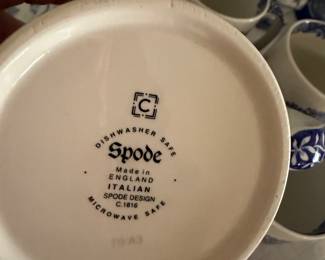 C
DISHWASHER SAFE
Spode
Made in
ENGLAND
ITALIAN
SPODE DESIGN
C.1816
MICROWAVE SAFE